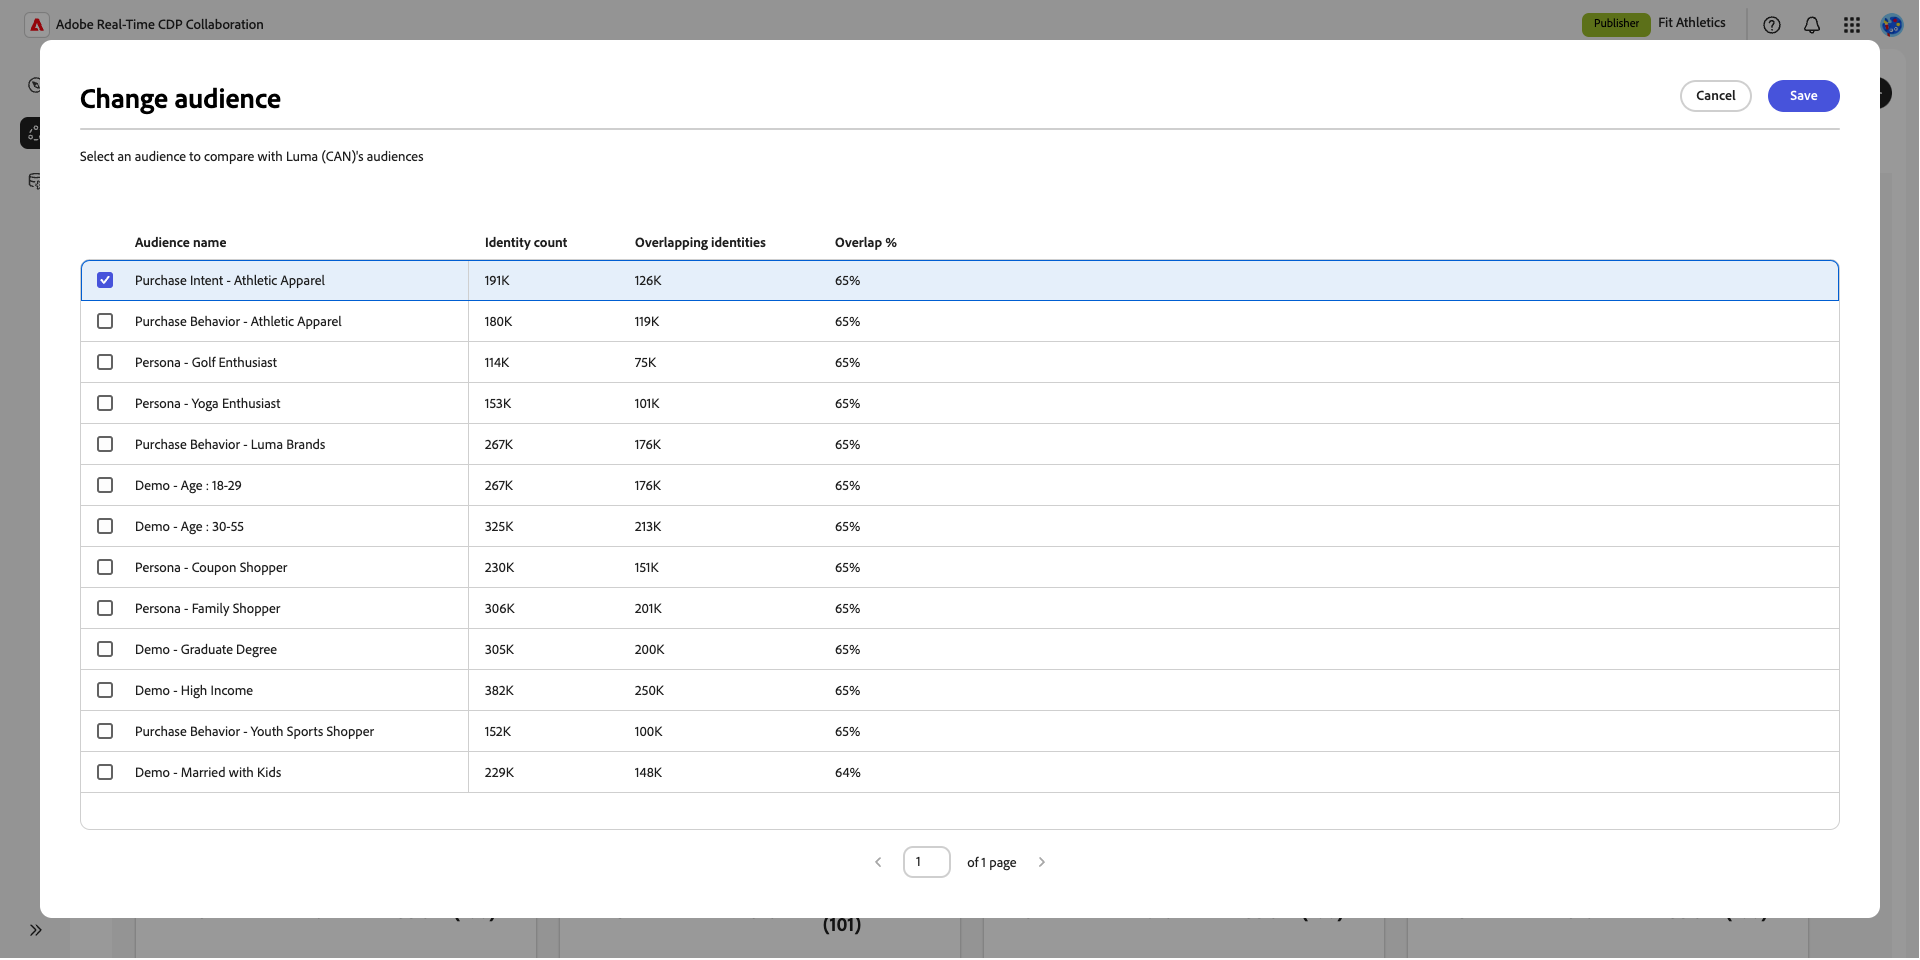 Adobe Real-Time CDP Collaboration
Publisher Fit Athletics
Change audience
Cancel Save
Select an audience to compare with Luma (CAN)'s audiences
Audience name Identity count Overlapping identities Overlap %
Purchase Intent - Athletic Apparel 191K 126K 65%
Purchase Behavior - Athletic Apparel 180K 119K 65%
Persona - Golf Enthusiast 114K 75K 65%
Persona - Yoga Enthusiast 153K 101K 65%
Purchase Behavior - Luma Brands 267K 176K 65%
Demo - Age : 18-29 267K 176K 65%
Demo - Age : 30-55 325K 213K 65%
Persona - Coupon Shopper 230K 151K 65%
Persona - Family Shopper 306K 201K 65%
Demo - Graduate Degree 305K 200K 65%
Demo - High Income 382K 250K 65%
Purchase Behavior - Youth Sports Shopper 152K 100K 65%
Demo - Married with Kids 229K 148K 64%
1 of 1 page
(101)